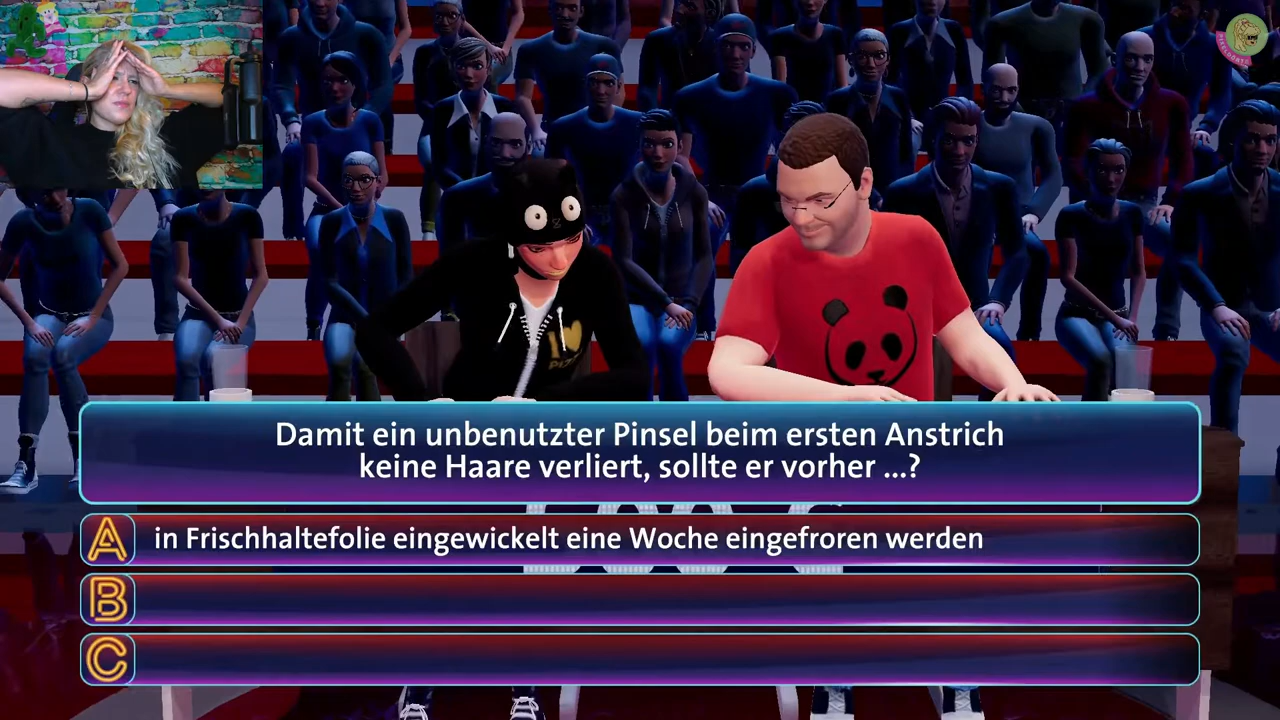 Damit ein unbenutzter Pinsel beim ersten Anstrich
keine Haare verliert, sollte er vorher ...?
A in Frischhaltefolie eingewickelt eine Woche eingefroren werden
B
C